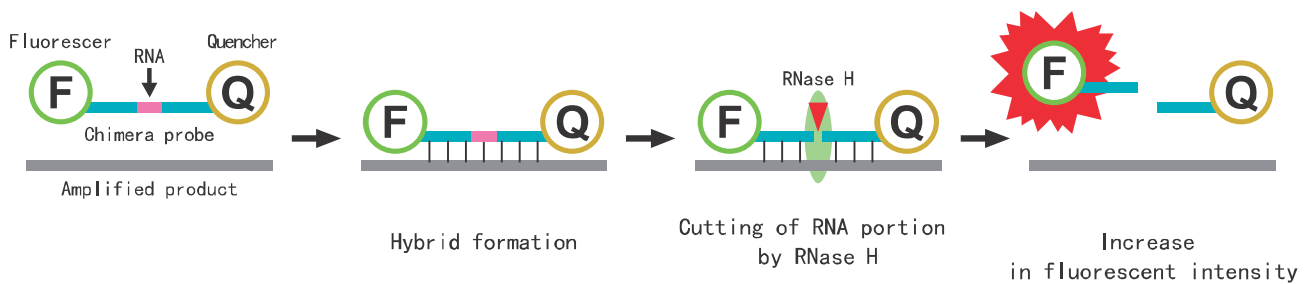 Fluorescer
Quencher
RNA
F
Q
Chimera probe
Amplified product
F
Q
Hybrid formation
RNase H
F
Q
Cutting of RNA portion
by RNase H
F
Q
Increase
in fluorescent intensity